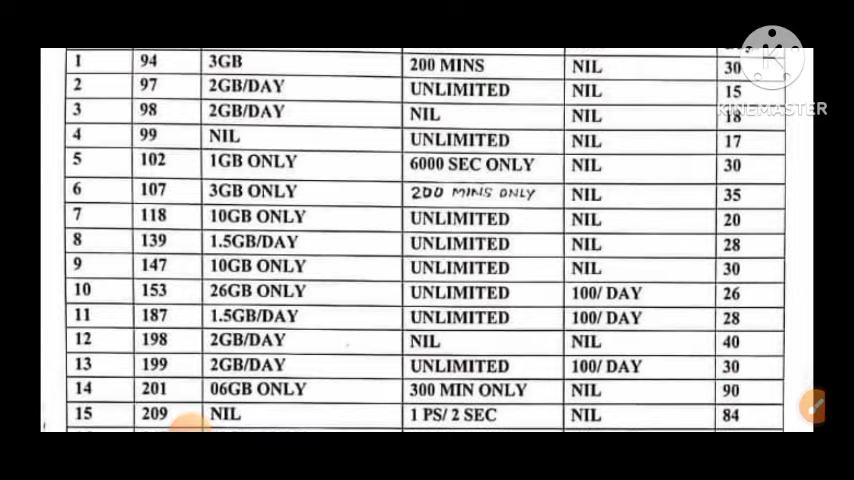 1 94 3GB 200 MINS NIL 30
2 97 2GB/DAY UNLIMITED NIL 15
3 98 2GB/DAY NIL NIL 18
4 99 NIL UNLIMITED NIL 17
5 102 1GB ONLY 6000 SEC ONLY NIL 30
6 107 3GB ONLY 200 MINS ONLY NIL 35
7 118 10GB ONLY UNLIMITED NIL 20
8 139 1.5GB/DAY UNLIMITED NIL 28
9 147 10GB ONLY UNLIMITED NIL 30
10 153 26GB ONLY UNLIMITED 100/ DAY 26
11 187 1.5GB/DAY UNLIMITED 100/ DAY 28
12 198 2GB/DAY NIL NIL 40
13 199 2GB/DAY UNLIMITED 100/ DAY 30
14 201 06GB ONLY 300 MIN ONLY NIL 90
15 209 NIL 1 PS/ 2 SEC NIL 84
K
KINEMASTER